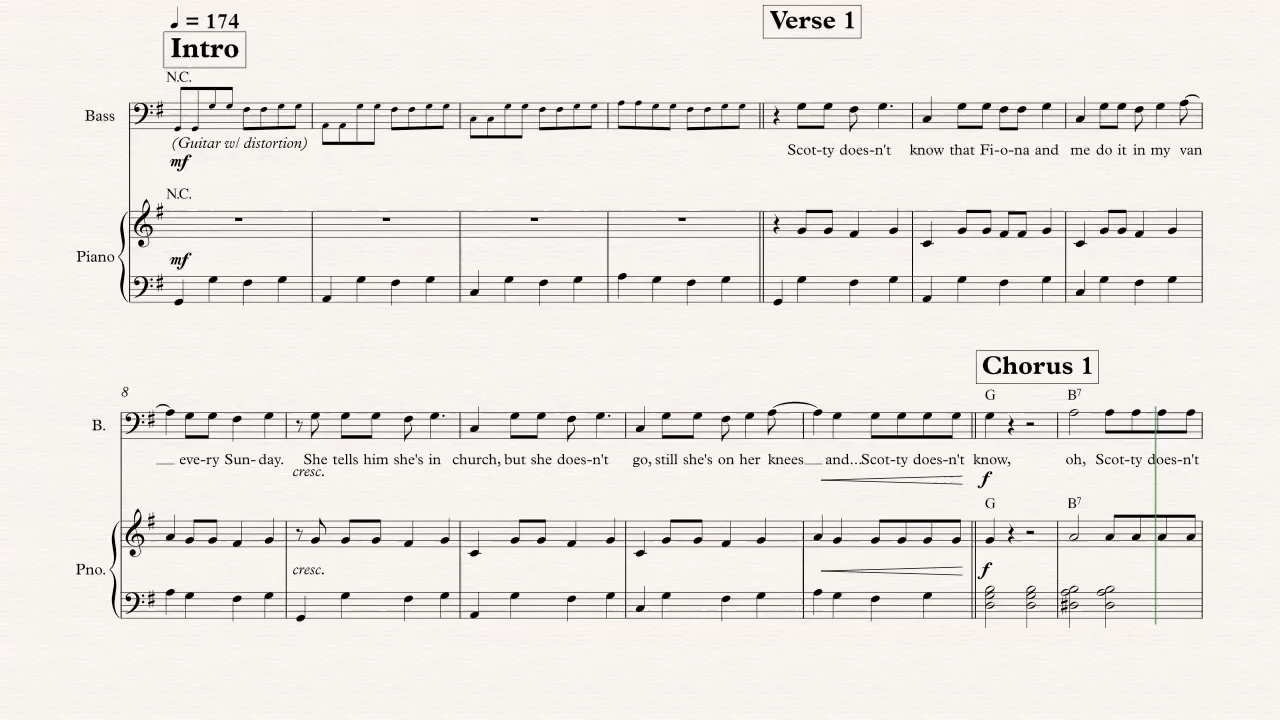 ♩ = 174
Intro
Verse 1
N.C.
Bass
(Guitar w/ distortion)
mf
Scot-ty does-n't know that Fi-o-na and me do it in my van
N.C.
Piano
mf
Chorus 1
8
G B7
B.
eve-ry Sun-day. She tells him she's in church, but she does-n't go, still she's on her knees and...Scot-ty does-n't know, oh, Scot-ty does-n't
cresc.
f
G B7
Pno.
cresc.
f